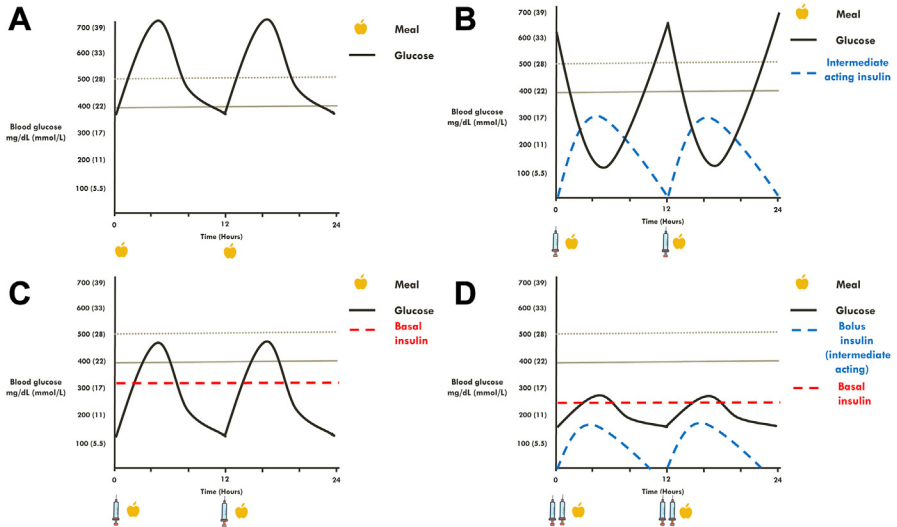 A
700 (39)
600 (33)
500 (28)
400 (22)
300 (17)
200 (11)
100 (5.5)
Blood glucose
mg/dL (mmol/L)
0
12
24
Time (Hours)
Meal
Glucose
B
700 (39)
600 (33)
500 (28)
400 (22)
300 (17)
200 (11)
100 (5.5)
Blood glucose
mg/dL (mmol/L)
0
12
24
Time (Hours)
Meal
Glucose
Intermediate
acting insulin
C
700 (39)
600 (33)
500 (28)
400 (22)
300 (17)
200 (11)
100 (5.5)
Blood glucose
mg/dL (mmol/L)
0
12
24
Time (Hours)
Meal
Glucose
Basal
insulin
D
700 (39)
600 (33)
500 (28)
400 (22)
300 (17)
200 (11)
100 (5.5)
Blood glucose
mg/dL (mmol/L)
0
12
24
Time (Hours)
Meal
Glucose
Bolus
insulin
(intermediate
acting)
Basal
insulin